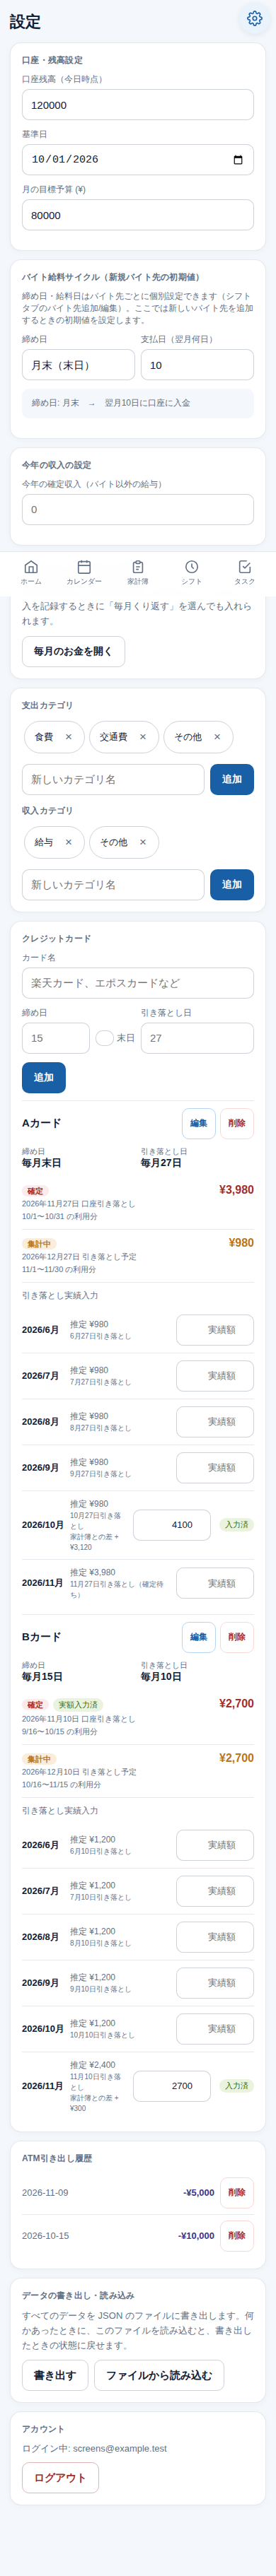 設定
口座・残高設定
口座残高（今日時点）
120000
基準日
10/01/2026
月の目標予算 (¥)
80000
バイト給料サイクル（新規バイト先の初期値）
締め日・給料日はバイト先ごとに個別設定できます（シフト
タブのバイト先追加/編集）。ここでは新しいバイト先を追加
するときの初期値を設定します。
締め日
支払日（翌月何日）
月末（末日）
10
締め日: 月末 → 翌月10日に口座に入金
今年の収入の設定
今年の確定収入（バイト以外の給与）
0
ホーム
カレンダー
家計簿
シフト
タスク
入を記録するときに「毎月くり返す」を選んでも入れら
れます。
毎月のお金を開く
支出カテゴリ
食費 ×
交通費 ×
その他 ×
新しいカテゴリ名
追加
収入カテゴリ
給与 ×
その他 ×
新しいカテゴリ名
追加
クレジットカード
カード名
楽天カード、エポスカードなど
締め日
引き落とし日
15
末日
27
追加
Aカード
編集
削除
締め日
引き落とし日
毎月末日
毎月27日
確定
¥3,980
2026年11月27日 口座引き落とし
10/1〜10/31 の利用分
集計中
¥980
2026年12月27日 引き落とし予定
11/1〜11/30 の利用分
引き落とし実績入力
2026/6月
推定 ¥980
6月27日引き落とし
実績額
2026/7月
推定 ¥980
7月27日引き落とし
実績額
2026/8月
推定 ¥980
8月27日引き落とし
実績額
2026/9月
推定 ¥980
9月27日引き落とし
実績額
2026/10月
推定 ¥980
10月27日引き落
とし
家計簿との差 +
¥3,120
4100
入力済
2026/11月
推定 ¥3,980
11月27日引き落とし（確定待
ち）
実績額
Bカード
編集
削除
締め日
引き落とし日
毎月15日
毎月10日
確定
実額入力済
¥2,700
2026年11月10日 口座引き落とし
9/16〜10/15 の利用分
集計中
¥2,700
2026年12月10日 引き落とし予定
10/16〜11/15 の利用分
引き落とし実績入力
2026/6月
推定 ¥1,200
6月10日引き落とし
実績額
2026/7月
推定 ¥1,200
7月10日引き落とし
実績額
2026/8月
推定 ¥1,200
8月10日引き落とし
実績額
2026/9月
推定 ¥1,200
9月10日引き落とし
実績額
2026/10月
推定 ¥1,200
10月10日引き落とし
実績額
2026/11月
推定 ¥2,400
11月10日引き落
とし
家計簿との差 +
¥300
2700
入力済
ATM引き出し履歴
2026-11-09
-¥5,000
削除
2026-10-15
-¥10,000
削除
データの書き出し・読み込み
すべてのデータを JSON のファイルに書き出します。何
かあったときに、このファイルを読み込むと、書き出し
たときの状態に戻せます。
書き出す
ファイルから読み込む
アカウント
ログイン中: screens@example.test
ログアウト